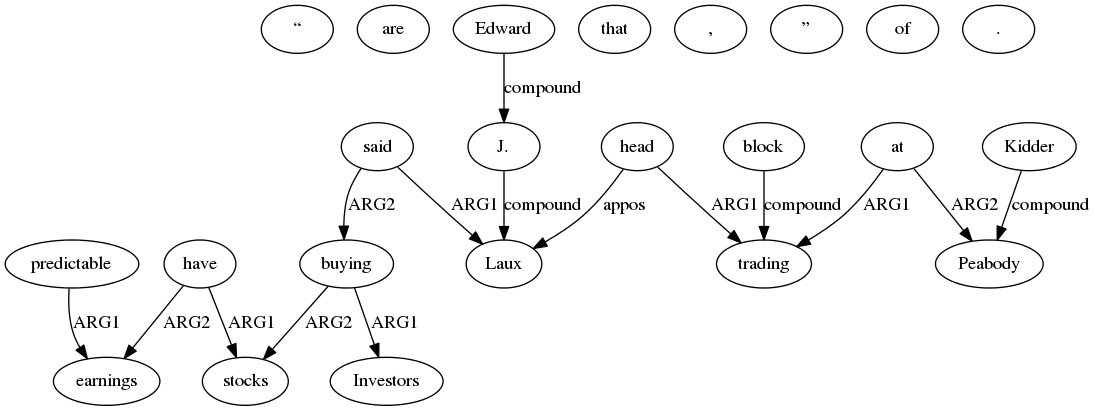 “ are Edward that , ” of .
compound
said J. head block at Kidder
ARG2 ARG1 compound appos ARG1 compound ARG1 ARG2 compound
predictable have buying Laux trading Peabody
ARG1 ARG2 ARG1 ARG2 ARG1
earnings stocks Investors